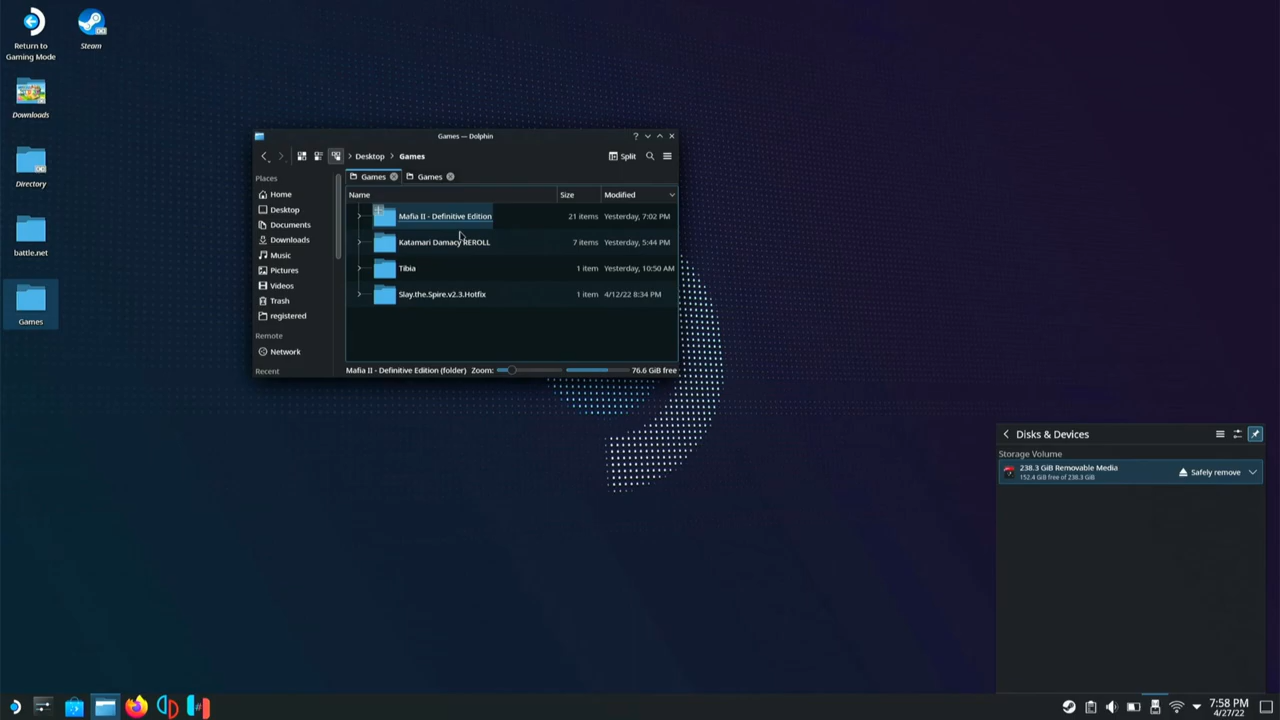 Return to
Gaming Mode
Steam
Downloads
Directory
battle.net
Games
Games — Dolphin
Desktop
Games
Split
Places
Home
Desktop
Documents
Downloads
Music
Pictures
Videos
Trash
registered
Remote
Network
Recent
Games
Games
Name
Size
Modified
Mafia II - Definitive Edition
21 items
Yesterday, 7:02 PM
Katamari Damacy REROLL
7 items
Yesterday, 5:44 PM
Tibia
1 item
Yesterday, 10:50 AM
Slay.the.Spire.v2.3.Hotfix
1 item
4/12/22 8:34 PM
Mafia II - Definitive Edition (folder)
Zoom:
76.6 GiB free
Disks & Devices
Storage Volume
238.3 GiB Removable Media
152.4 GiB free of 238.3 GiB
Safely remove
7:58 PM
4/27/22